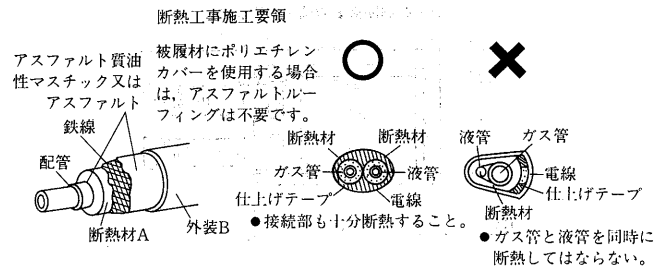 断熱工事施工要領
アスファルト質油
性マスチック又は
アスファルト
鉄線
配管
断熱材A
外装B
被履材にポリエチレン
カバーを使用する場合
は，アスファルトルー
フィングは不要です。
断熱材
断熱材
ガス管
液管
仕上げテープ
電線
●接続部も十分断熱すること。
液管
ガス管
電線
仕上げテープ
断熱材
●ガス管と液管を同時に
断熱してはならない。